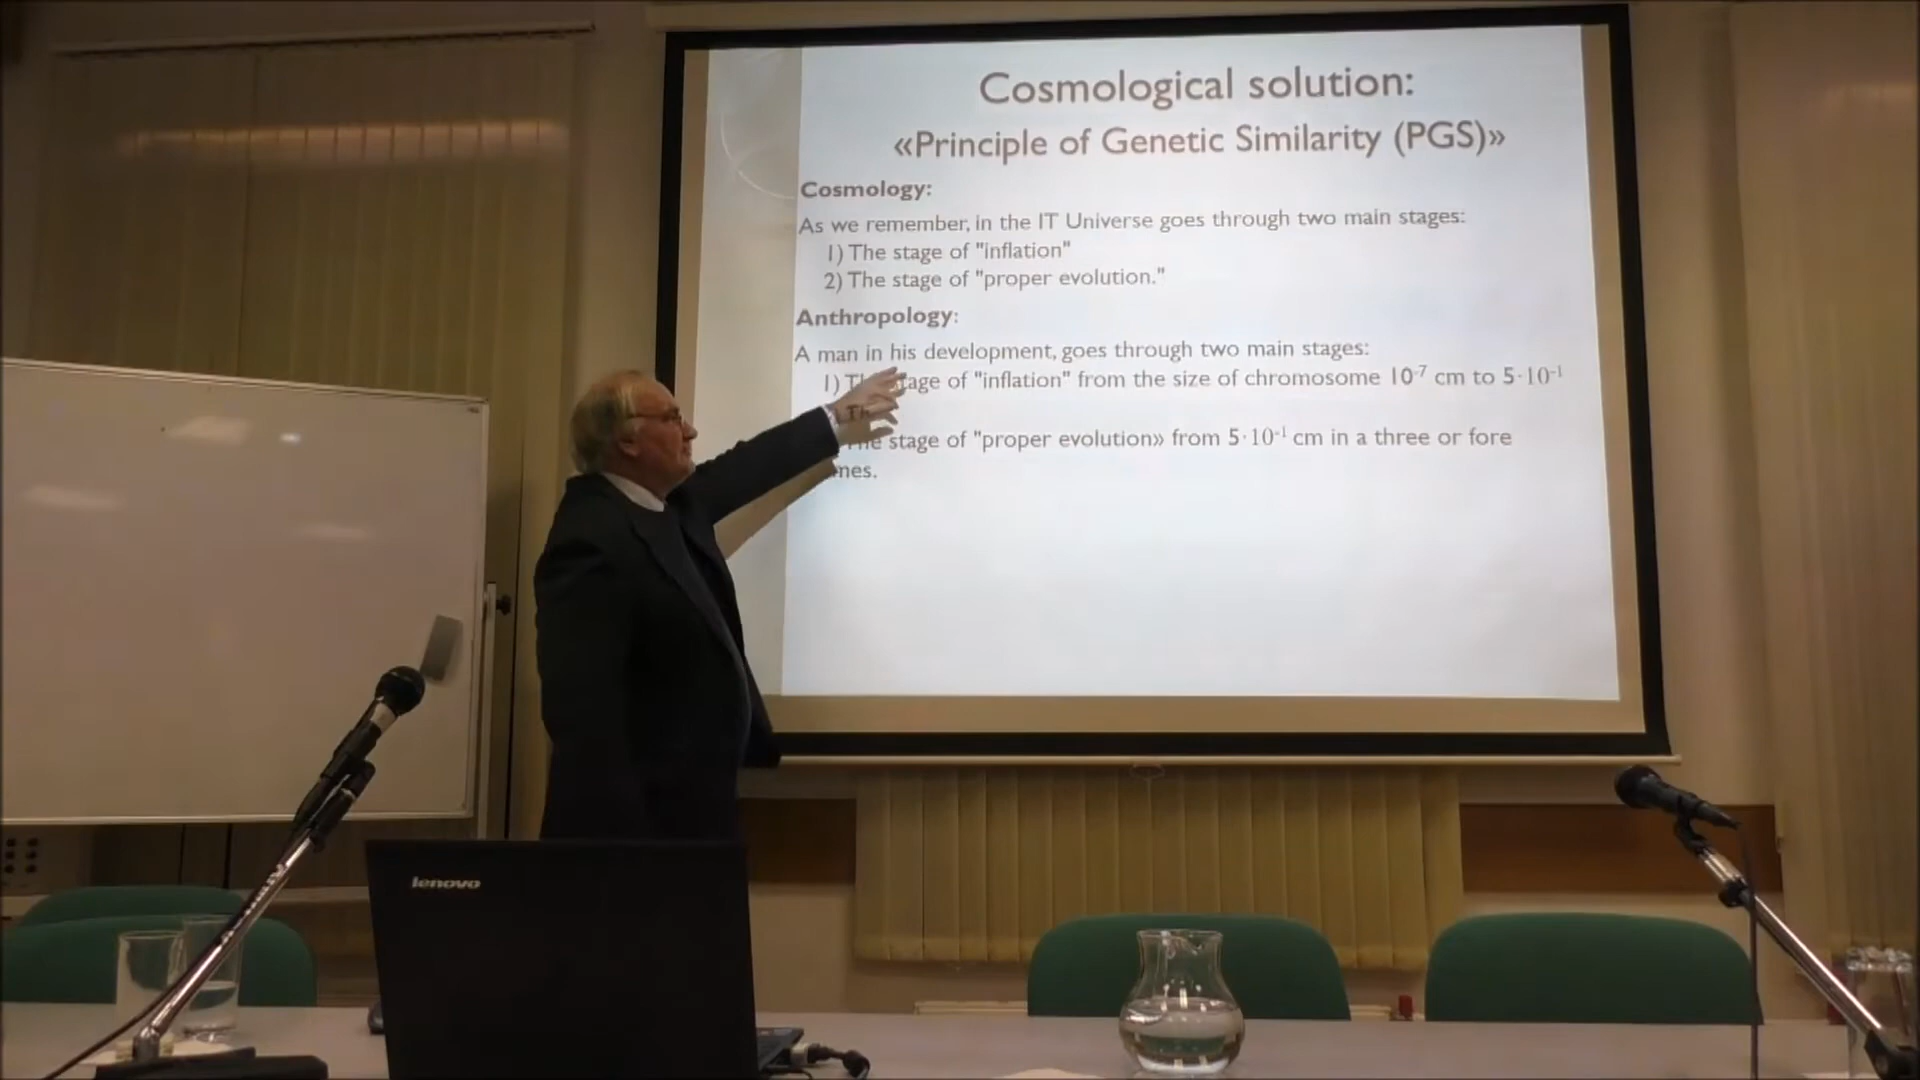 Cosmological solution:
«Principle of Genetic Similarity (PGS)»
Cosmology:
As we remember, in the IT Universe goes through two main stages:
1) The stage of "inflation"
2) The stage of "proper evolution."
Anthropology:
A man in his development, goes through two main stages:
1) stage of "inflation" from the size of chromosome 10⁻⁷ cm to 5·10⁻¹
stage of "proper evolution» from 5·10⁻¹ cm in a three or fore
lenovo